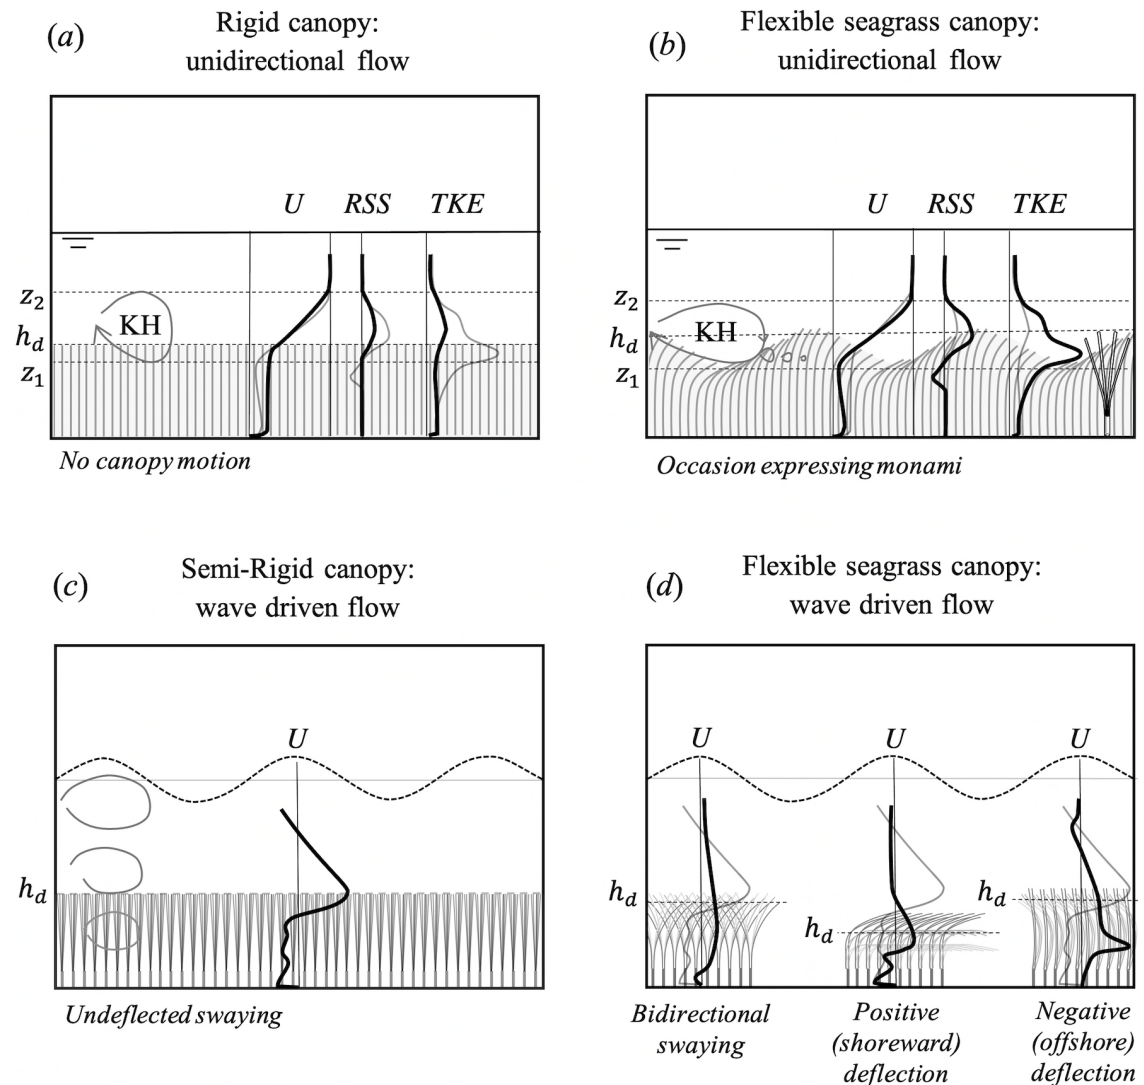 (a)
Rigid canopy:
unidirectional flow
U RSS TKE
z2
hd
z1
KH
No canopy motion
(b)
Flexible seagrass canopy:
unidirectional flow
U RSS TKE
z2
hd
z1
KH
Occasion expressing monami
(c)
Semi-Rigid canopy:
wave driven flow
U
hd
Undeflected swaying
(d)
Flexible seagrass canopy:
wave driven flow
U U U
hd
hd
hd
Bidirectional
swaying
Positive
(shoreward)
deflection
Negative
(offshore)
deflection